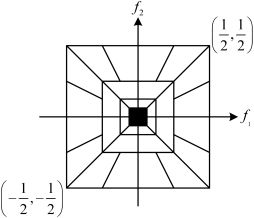 f₂
(1/2, 1/2)
f₁
(-1/2, -1/2)